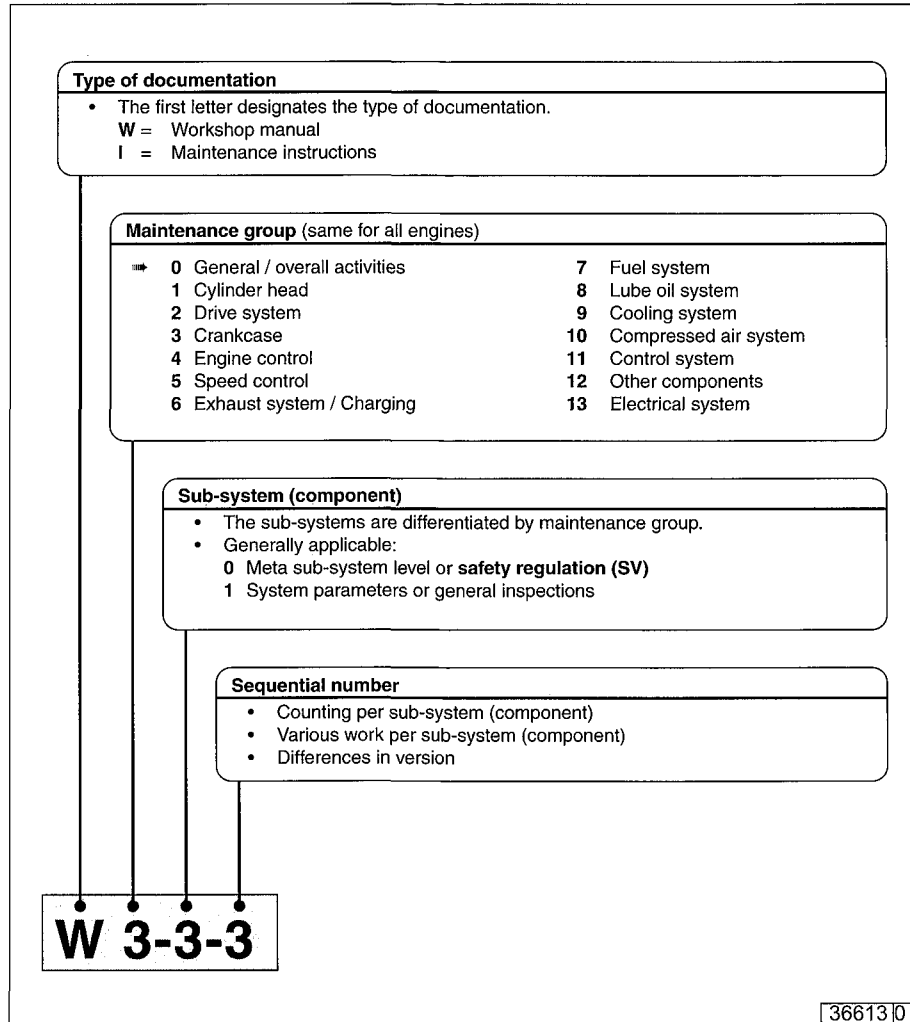 Type of documentation
• The first letter designates the type of documentation.
W = Workshop manual
I = Maintenance instructions
Maintenance group (same for all engines)
➟ 0 General / overall activities
1 Cylinder head
2 Drive system
3 Crankcase
4 Engine control
5 Speed control
6 Exhaust system / Charging
7 Fuel system
8 Lube oil system
9 Cooling system
10 Compressed air system
11 Control system
12 Other components
13 Electrical system
Sub-system (component)
• The sub-systems are differentiated by maintenance group.
• Generally applicable:
0 Meta sub-system level or safety regulation (SV)
1 System parameters or general inspections
Sequential number
• Counting per sub-system (component)
• Various work per sub-system (component)
• Differences in version
W 3-3-3
36613 0